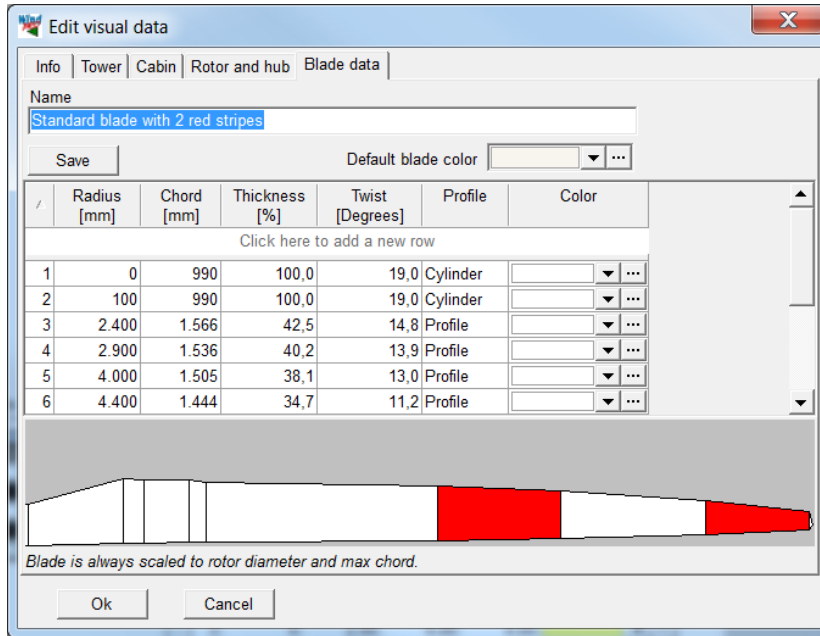 Edit visual data
Info Tower Cabin Rotor and hub Blade data
Name
Standard blade with 2 red stripes
Save Default blade color
Radius [mm] Chord [mm] Thickness [%] Twist [Degrees] Profile Color
Click here to add a new row
1 0 990 100,0 19,0 Cylinder
2 100 990 100,0 19,0 Cylinder
3 2.400 1.566 42,5 14,8 Profile
4 2.900 1.536 40,2 13,9 Profile
5 4.000 1.505 38,1 13,0 Profile
6 4.400 1.444 34,7 11,2 Profile
Blade is always scaled to rotor diameter and max chord.
Ok Cancel